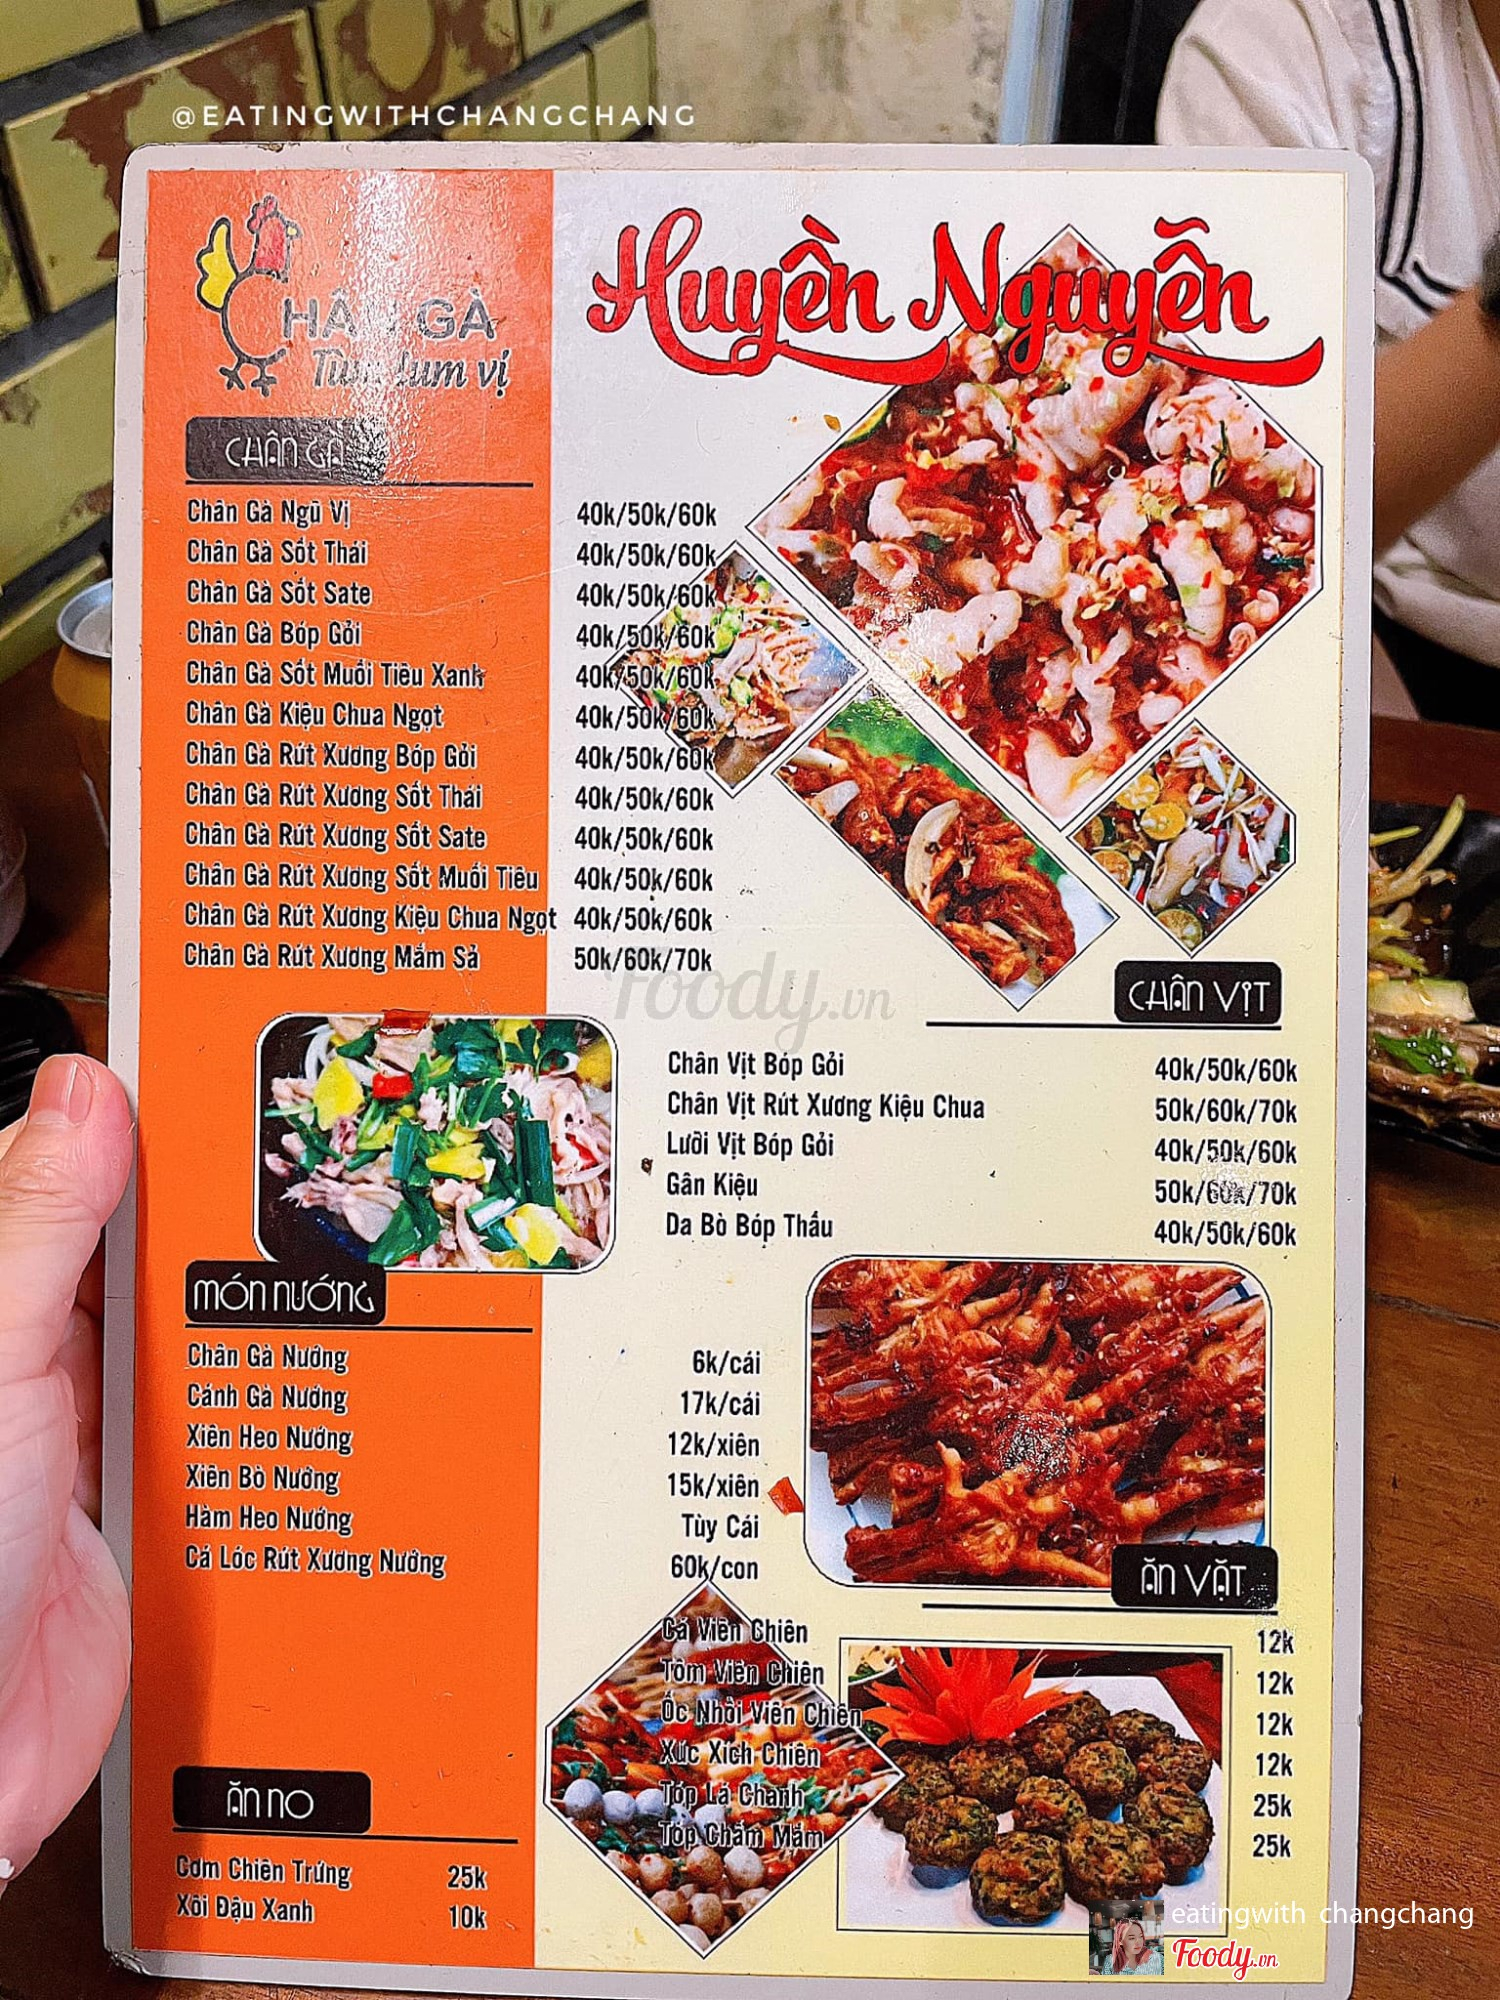 @EATINGWITHCHANGCHANG
CHÂN GÀ
Tùm lum vị
Huyền Nguyễn
CHÂN GÀ
Chân Gà Ngũ Vị 40k/50k/60k
Chân Gà Sốt Thái 40k/50k/60k
Chân Gà Sốt Sate 40k/50k/60k
Chân Gà Bóp Gỏi 40k/50k/60k
Chân Gà Sốt Muối Tiêu Xanh 40k/50k/60k
Chân Gà Kiệu Chua Ngọt 40k/50k/60k
Chân Gà Rút Xương Bóp Gỏi 40k/50k/60k
Chân Gà Rút Xương Sốt Thái 40k/50k/60k
Chân Gà Rút Xương Sốt Sate 40k/50k/60k
Chân Gà Rút Xương Sốt Muối Tiêu 40k/50k/60k
Chân Gà Rút Xương Kiệu Chua Ngọt 40k/50k/60k
Chân Gà Rút Xương Mắm Sả 50k/60k/70k
Foody.vn
CHÂN VỊT
Chân Vịt Bóp Gỏi 40k/50k/60k
Chân Vịt Rút Xương Kiệu Chua 50k/60k/70k
Lưỡi Vịt Bóp Gỏi 40k/50k/60k
Gân Kiệu 50k/60k/70k
Da Bò Bóp Thấu 40k/50k/60k
MÓN NƯỚNG
Chân Gà Nướng 6k/cái
Cánh Gà Nướng 17k/cái
Xiên Heo Nướng 12k/xiên
Xiên Bò Nướng 15k/xiên
Hàm Heo Nướng Tùy Cái
Cá Lóc Rút Xương Nướng 60k/con
ĂN VẶT
Cá Viên Chiên 12k
Tôm Viên Chiên 12k
Ốc Nhồi Viên Chiên 12k
Xúc Xích Chiên 12k
Tóp Lá Chanh 25k
Tóp Chấm Mắm 25k
ĂN NO
Cơm Chiên Trứng 25k
Xôi Đậu Xanh 10k
eatingwith changchang
Foody.vn